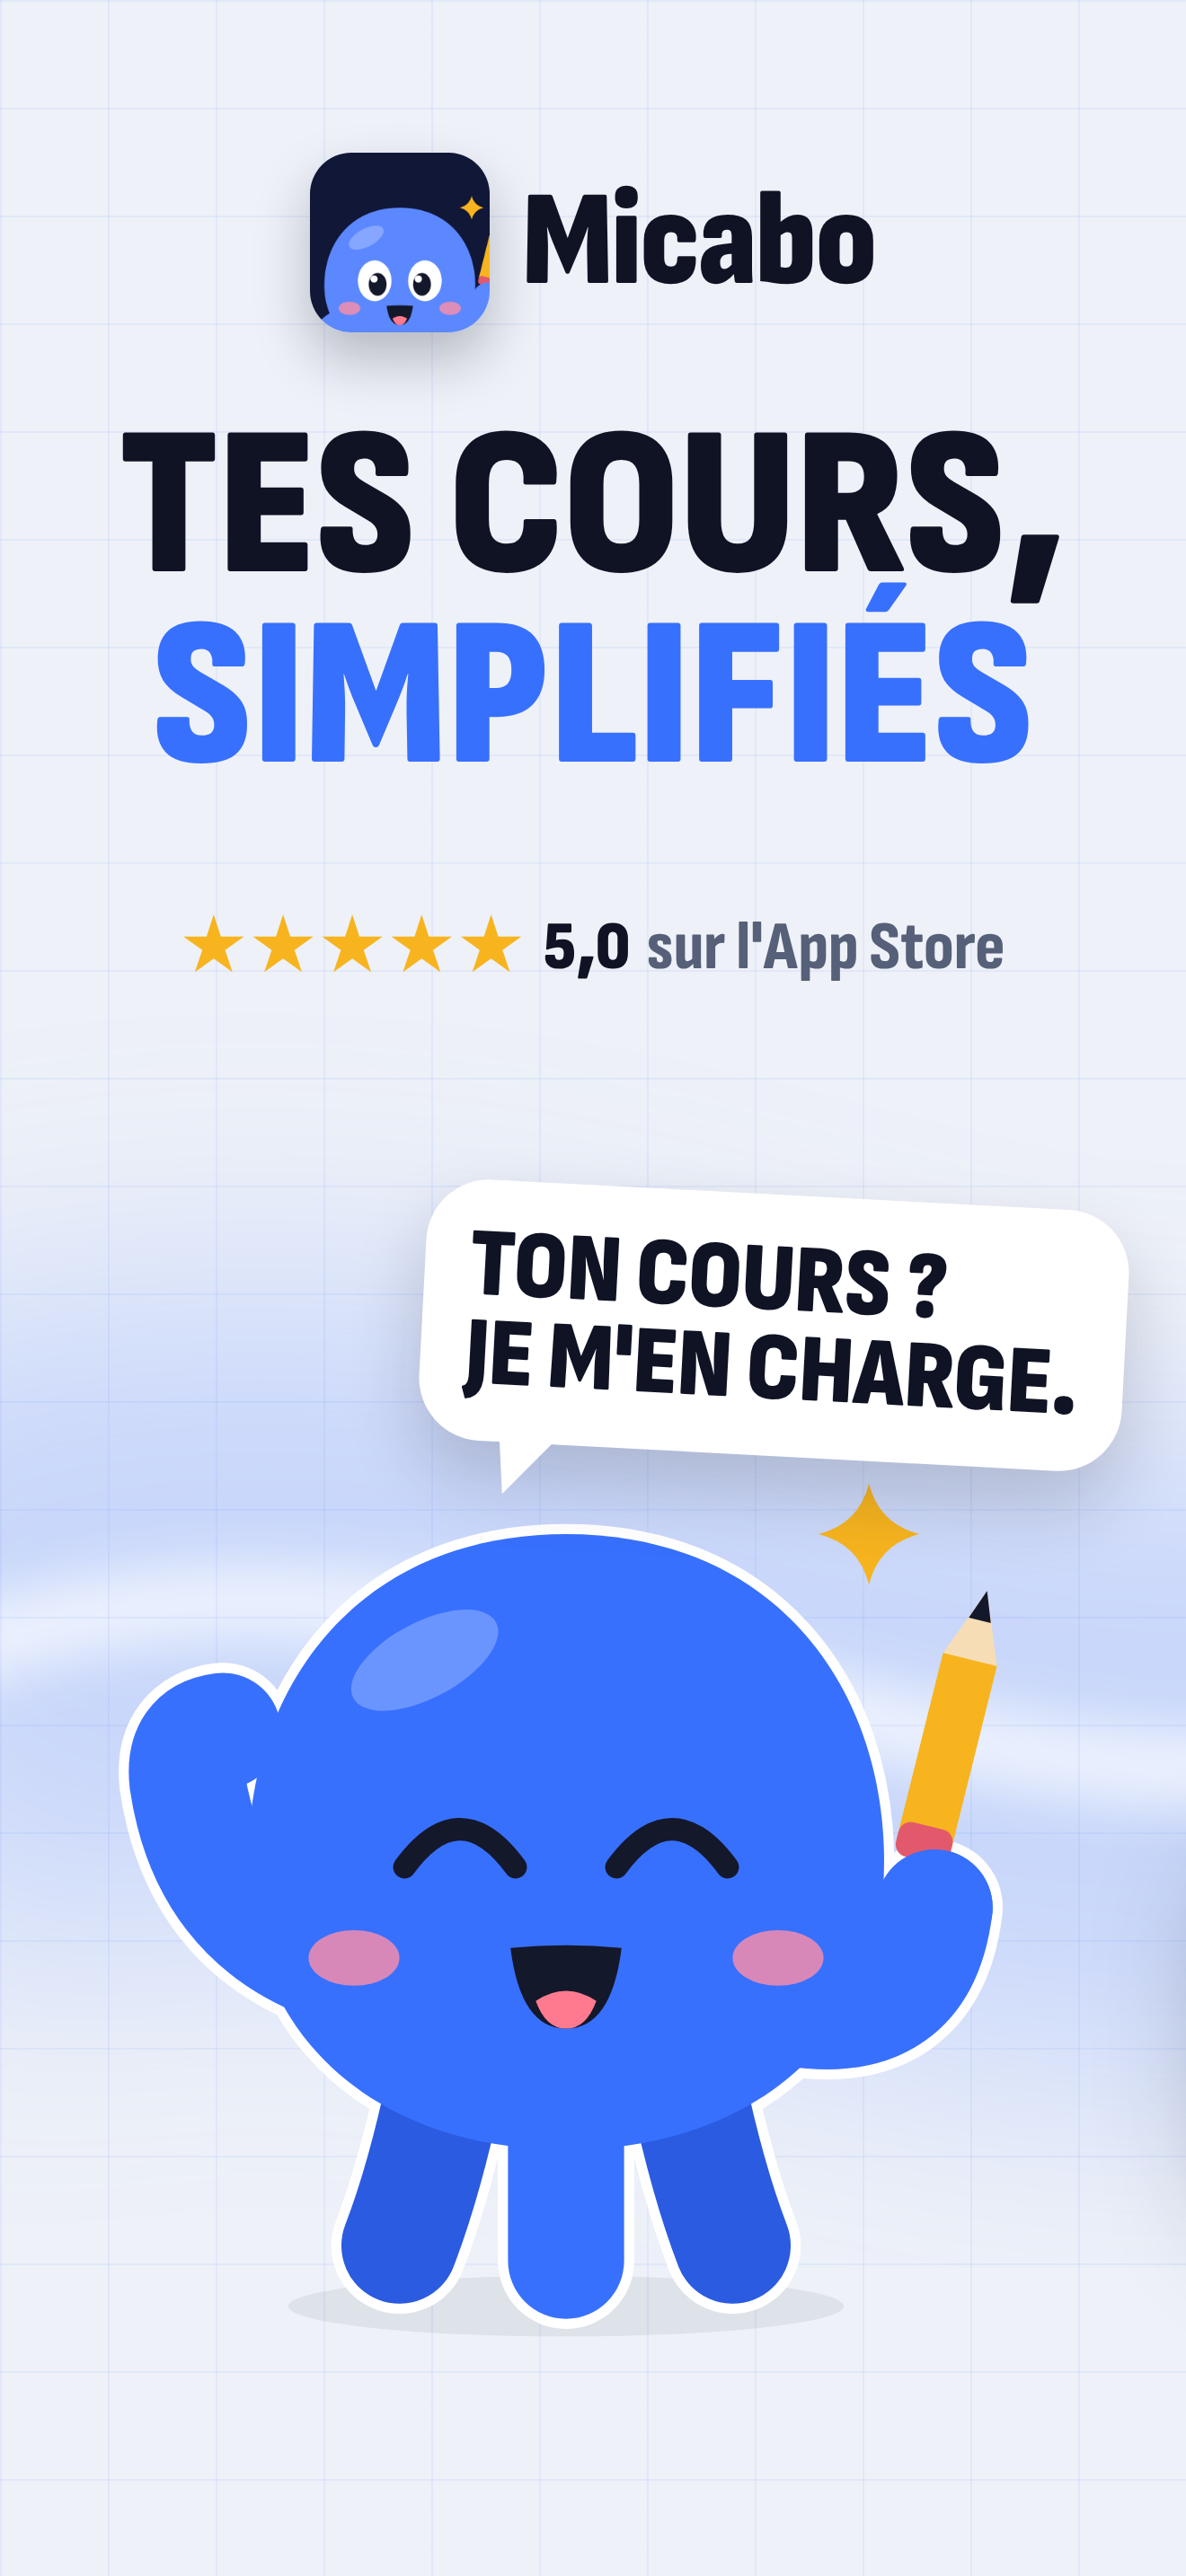 Micabo
TES COURS,
SIMPLIFIÉS
5,0 sur l'App Store
TON COURS ?
JE M'EN CHARGE.